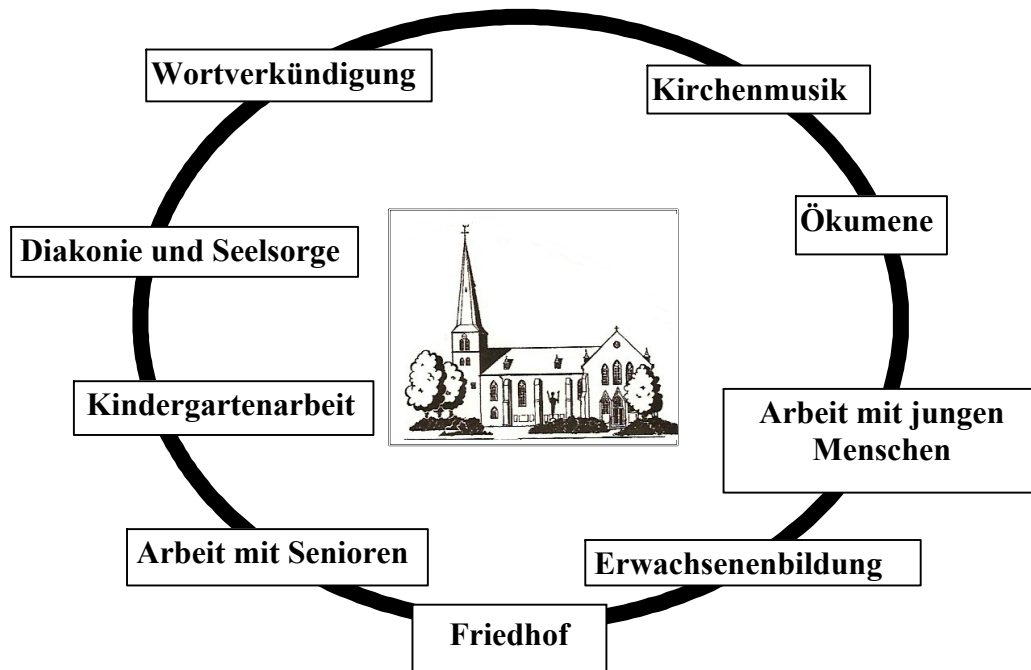 Wortverkündigung
Kirchenmusik
Ökumene
Diakonie und Seelsorge
Kindergartenarbeit
Arbeit mit jungen
Menschen
Arbeit mit Senioren
Erwachsenenbildung
Friedhof